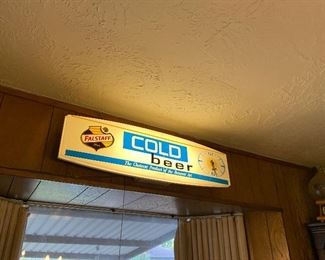 FALSTAFF
COLD
beer
The Choicest Product of the Brewers' Art